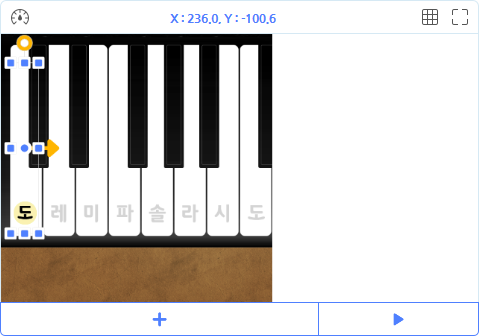 X : 236.0, Y : -100.6
도 레 미 파 솔 라 시 도